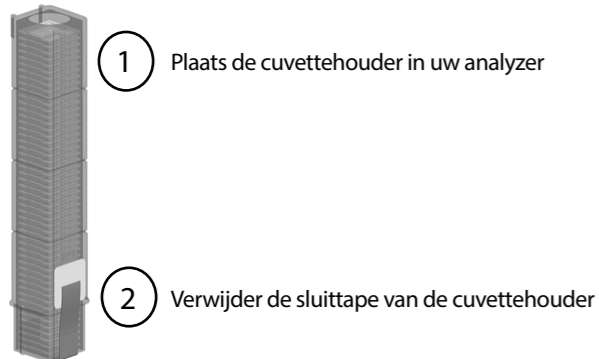 1 Plaats de cuvettehouder in uw analyzer
2 Verwijder de sluittape van de cuvettehouder